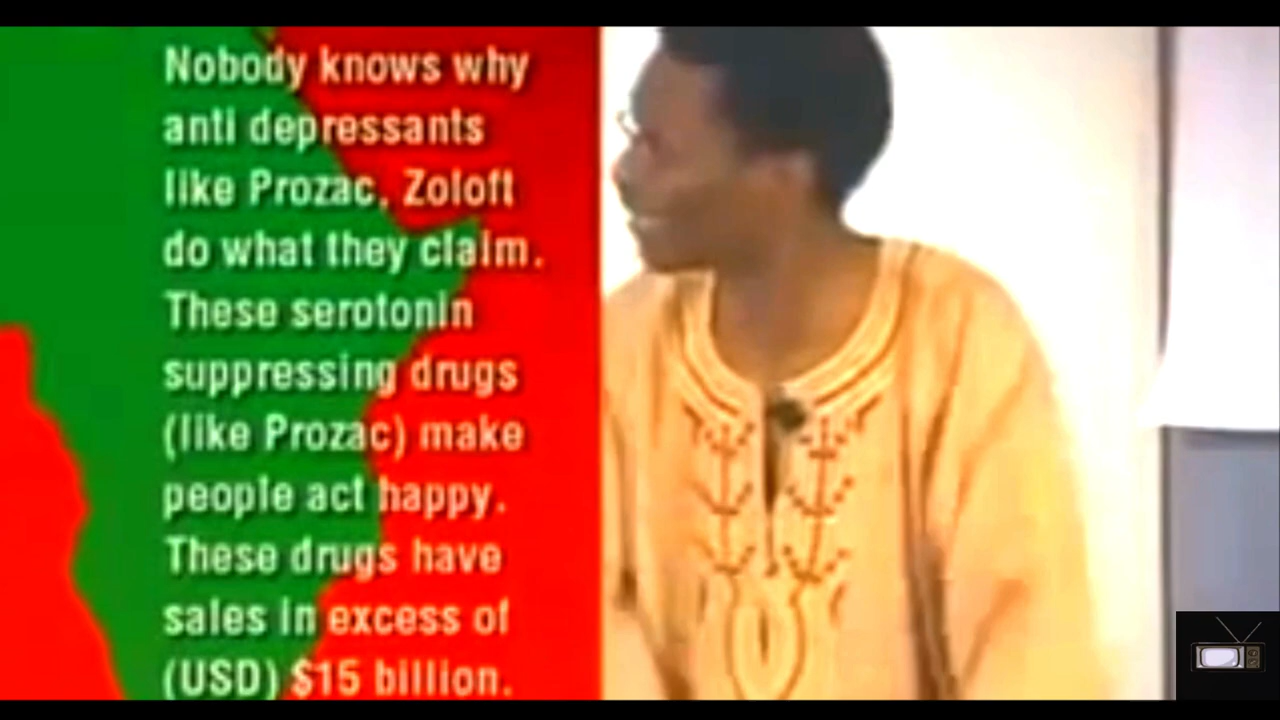 Nobody knows why
anti depressants
like Prozac, Zoloft
do what they claim.
These serotonin
suppressing drugs
(like Prozac) make
people act happy.
These drugs have
sales in excess of
(USD) $15 billion.